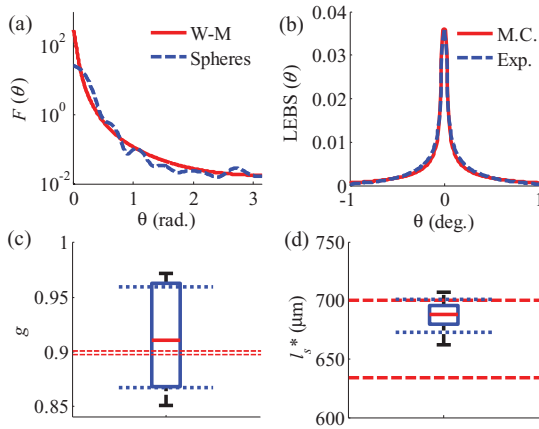 (a)
10^2
10^0
10^-2
F (θ)
W-M
Spheres
0 1 2 3
θ (rad.)
(b)
0.04
0.03
0.02
0.01
0
LEBS (θ)
M.C.
Exp.
-1 0 1
θ (deg.)
(c)
1
0.95
0.9
0.85
g
(d)
750
700
650
600
l_s* (μm)